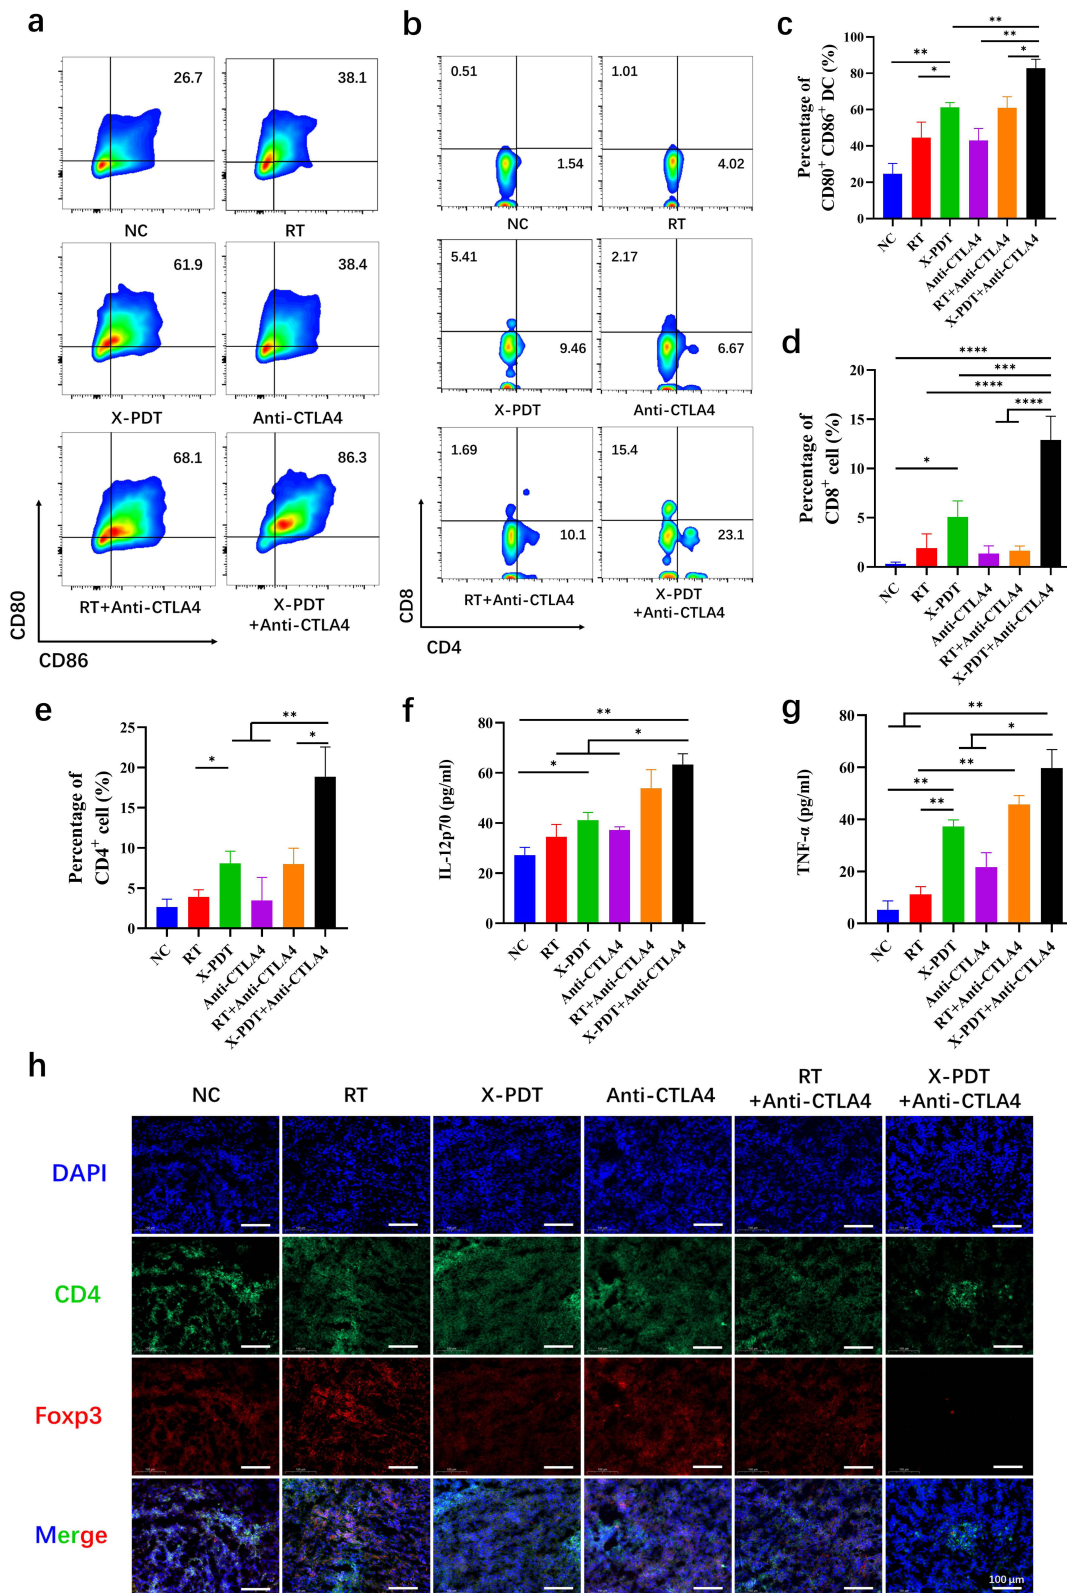 a
26.7
38.1
NC
RT
61.9
38.4
X-PDT
Anti-CTLA4
68.1
86.3
RT+Anti-CTLA4
X-PDT
+Anti-CTLA4
CD80
CD86
b
0.51
1.54
1.01
4.02
NC
RT
5.41
9.46
2.17
6.67
X-PDT
Anti-CTLA4
1.69
10.1
15.4
23.1
RT+Anti-CTLA4
X-PDT
+Anti-CTLA4
CD8
CD4
c
Percentage of
CD80+ CD86+ DC (%)
100
80
60
40
20
0
**
**
**
*
*
NC
RT
X-PDT
Anti-CTLA4
RT+Anti-CTLA4
X-PDT+Anti-CTLA4
d
Percentage of
CD8+ cell (%)
20
15
10
5
0
****
***
****
****
*
NC
RT
X-PDT
Anti-CTLA4
RT+Anti-CTLA4
X-PDT+Anti-CTLA4
e
Percentage of
CD4+ cell (%)
25
20
15
10
5
0
**
*
*
NC
RT
X-PDT
Anti-CTLA4
RT+Anti-CTLA4
X-PDT+Anti-CTLA4
f
IL-12p70 (pg/ml)
80
60
40
20
0
**
*
*
NC
RT
X-PDT
Anti-CTLA4
RT+Anti-CTLA4
X-PDT+Anti-CTLA4
g
TNF-α (pg/ml)
80
60
40
20
0
**
*
**
**
**
NC
RT
X-PDT
Anti-CTLA4
RT+Anti-CTLA4
X-PDT+Anti-CTLA4
h
NC
RT
X-PDT
Anti-CTLA4
RT
+Anti-CTLA4
X-PDT
+Anti-CTLA4
DAPI
CD4
Foxp3
Merge
100 μm